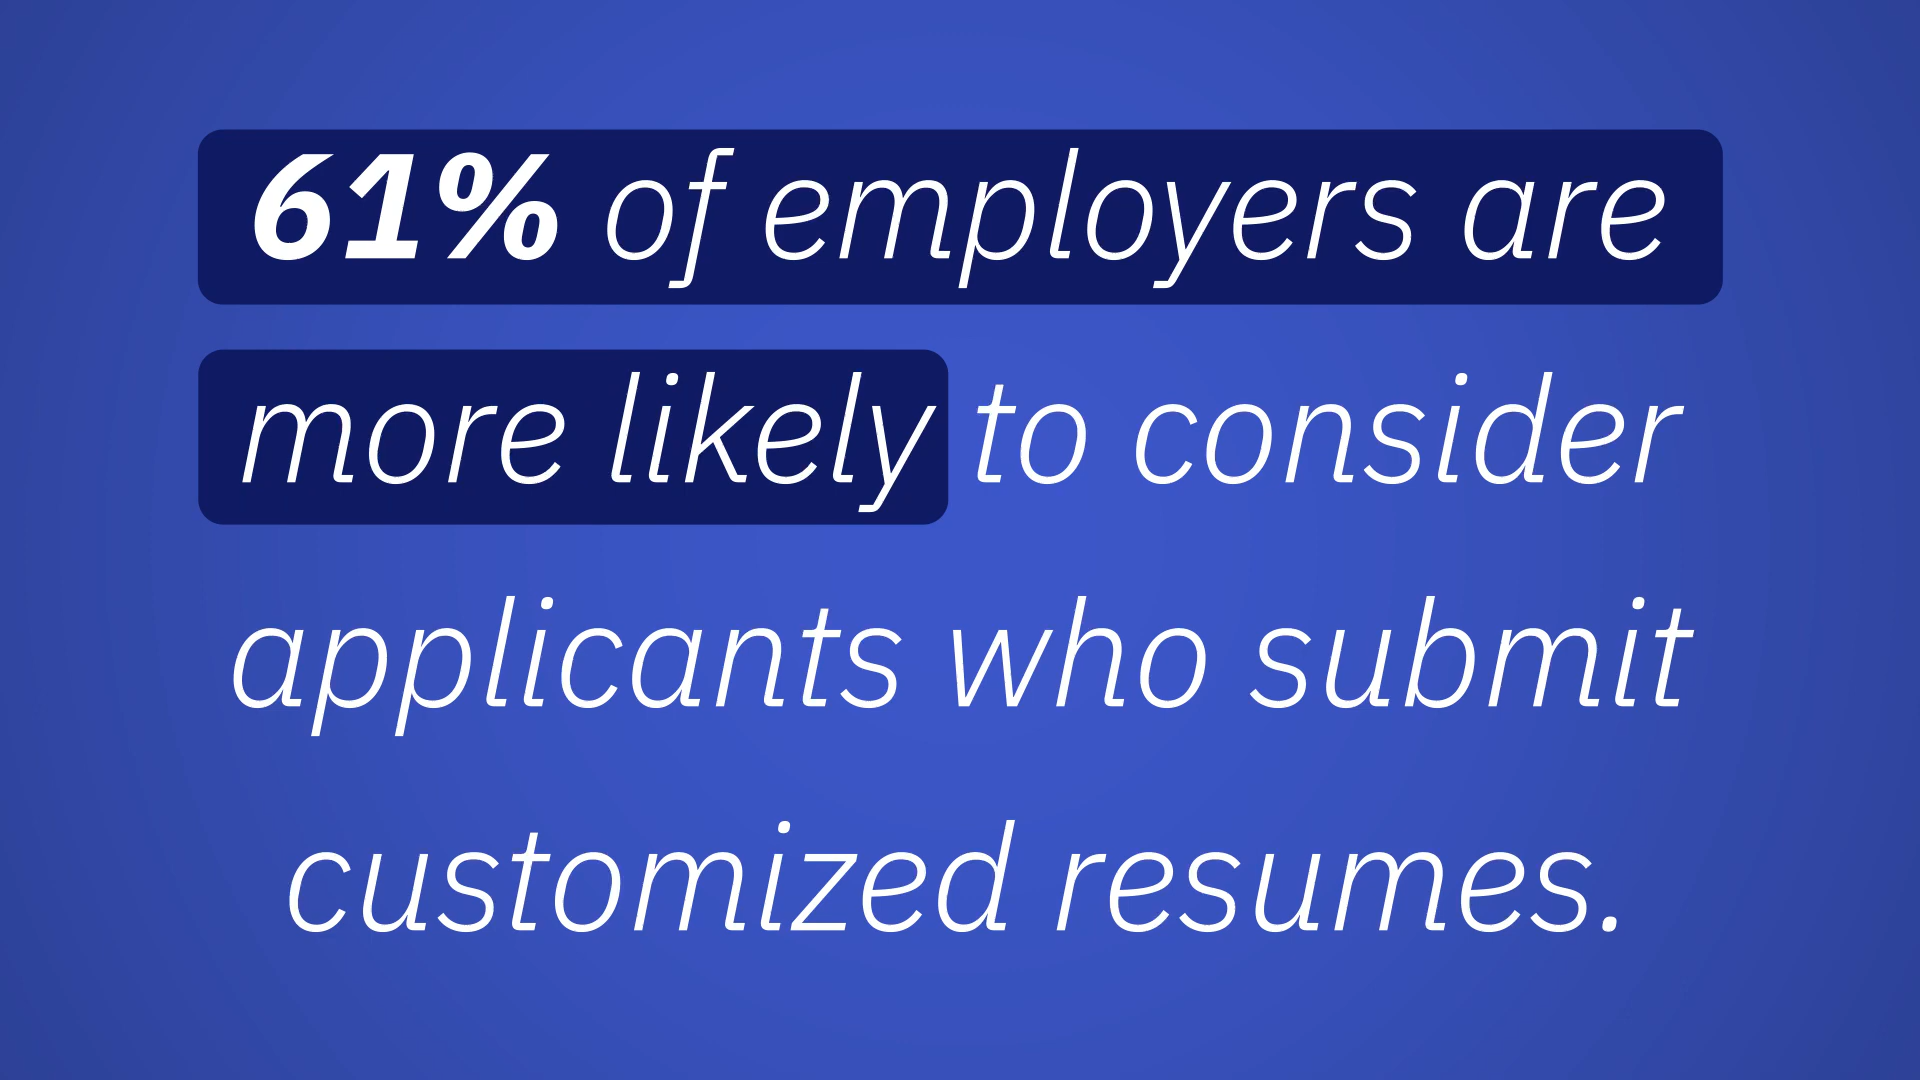 61% of employers are
more likely to consider
applicants who submit
customized resumes.